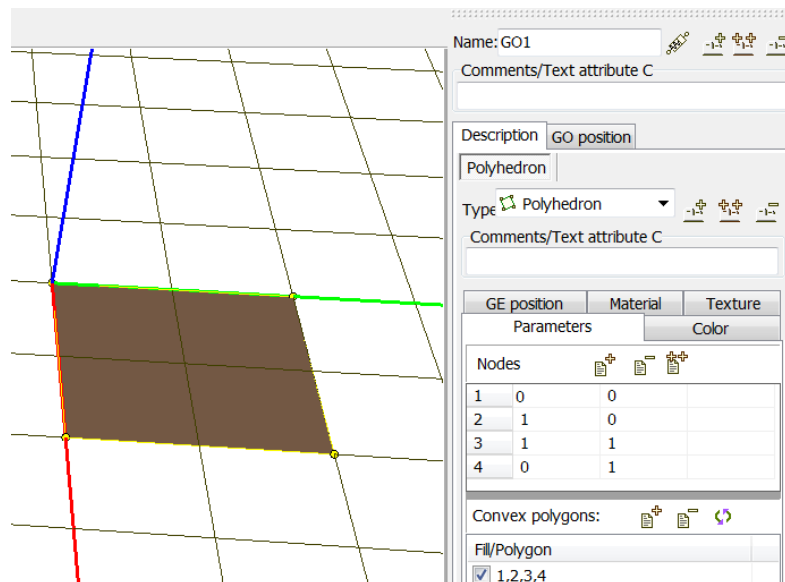 Name: GO1
Comments/Text attribute C
Description GO position
Polyhedron
Type Polyhedron
Comments/Text attribute C
GE position Material Texture
Parameters Color
Nodes
1 0 0
2 1 0
3 1 1
4 0 1
Convex polygons:
Fill/Polygon
1,2,3,4